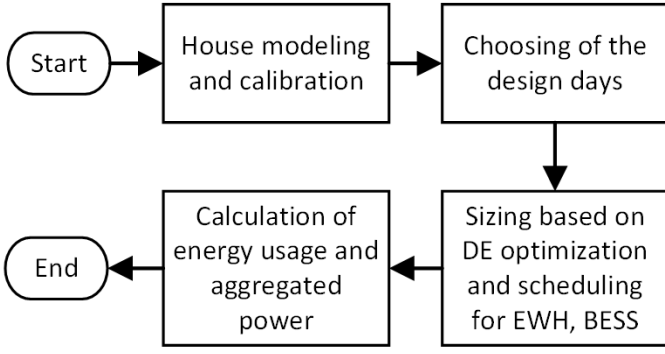 Start
House modeling
and calibration
Choosing of the
design days
Sizing based on
DE optimization
and scheduling
for EWH, BESS
Calculation of
energy usage and
aggregated
power
End